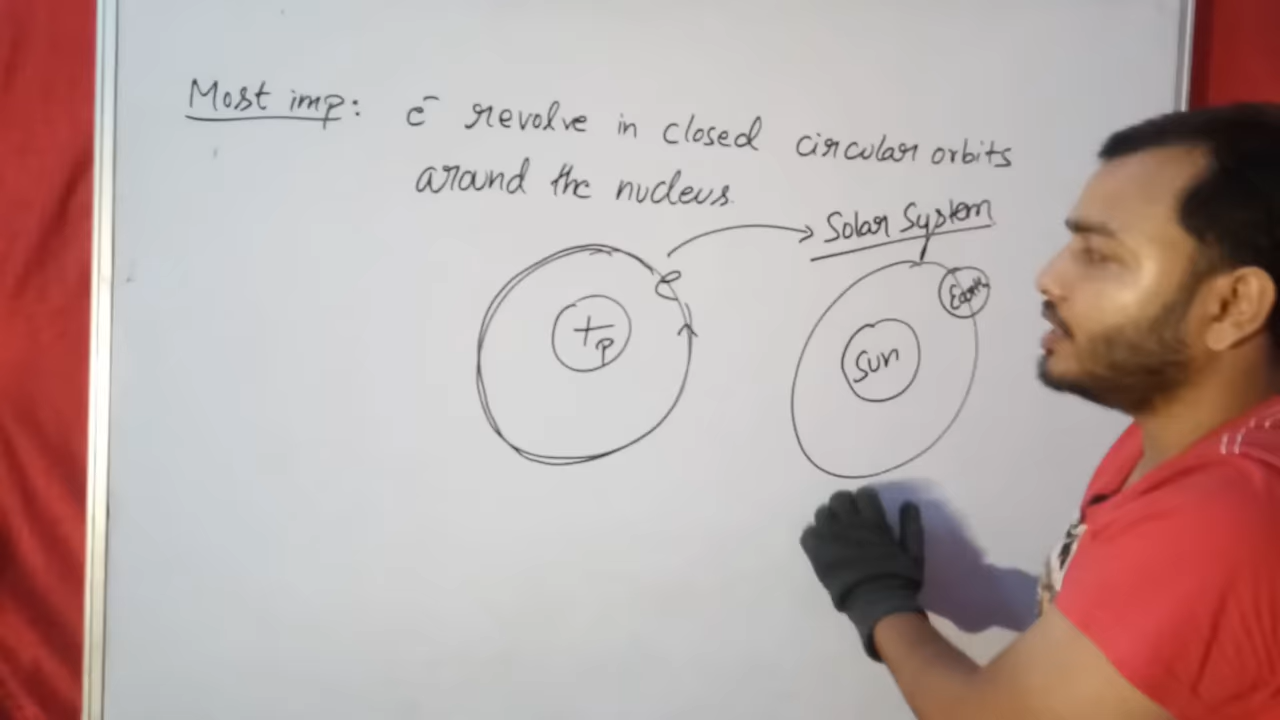 Most imp: e⁻ revolve in closed circular orbits
around the nucleus.
Solar System
e
Earth
+
p
Sun